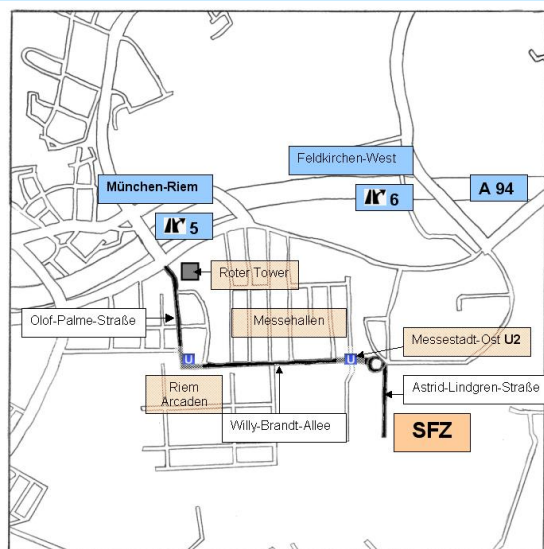 Feldkirchen-West
München-Riem
A 94
6
5
Roter Tower
Olof-Palme-Straße
Messehallen
Messestadt-Ost U2
U
U
Riem
Arcaden
Astrid-Lindgren-Straße
Willy-Brandt-Allee
SFZ